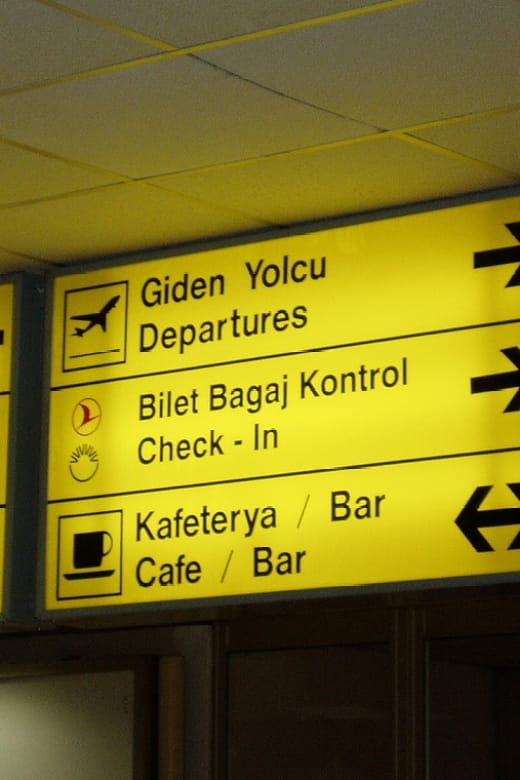 Giden Yolcu
Departures
Bilet Bagaj Kontrol
Check - In
Kafeterya / Bar
Cafe / Bar